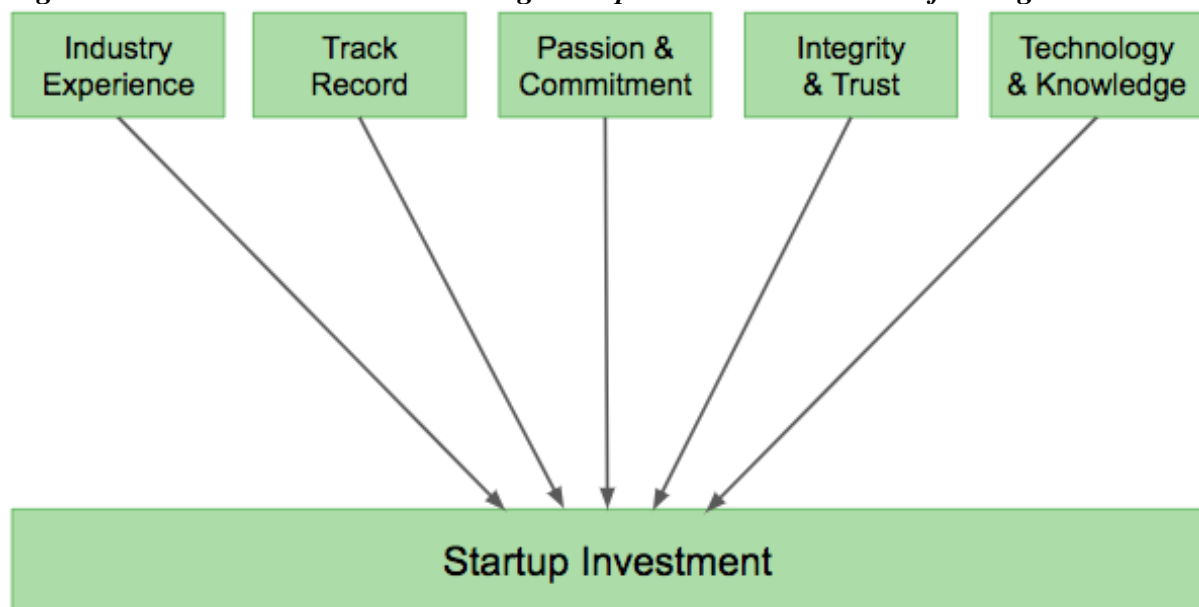 Industry
Experience
Track
Record
Passion &
Commitment
Integrity
& Trust
Technology
& Knowledge
Startup Investment